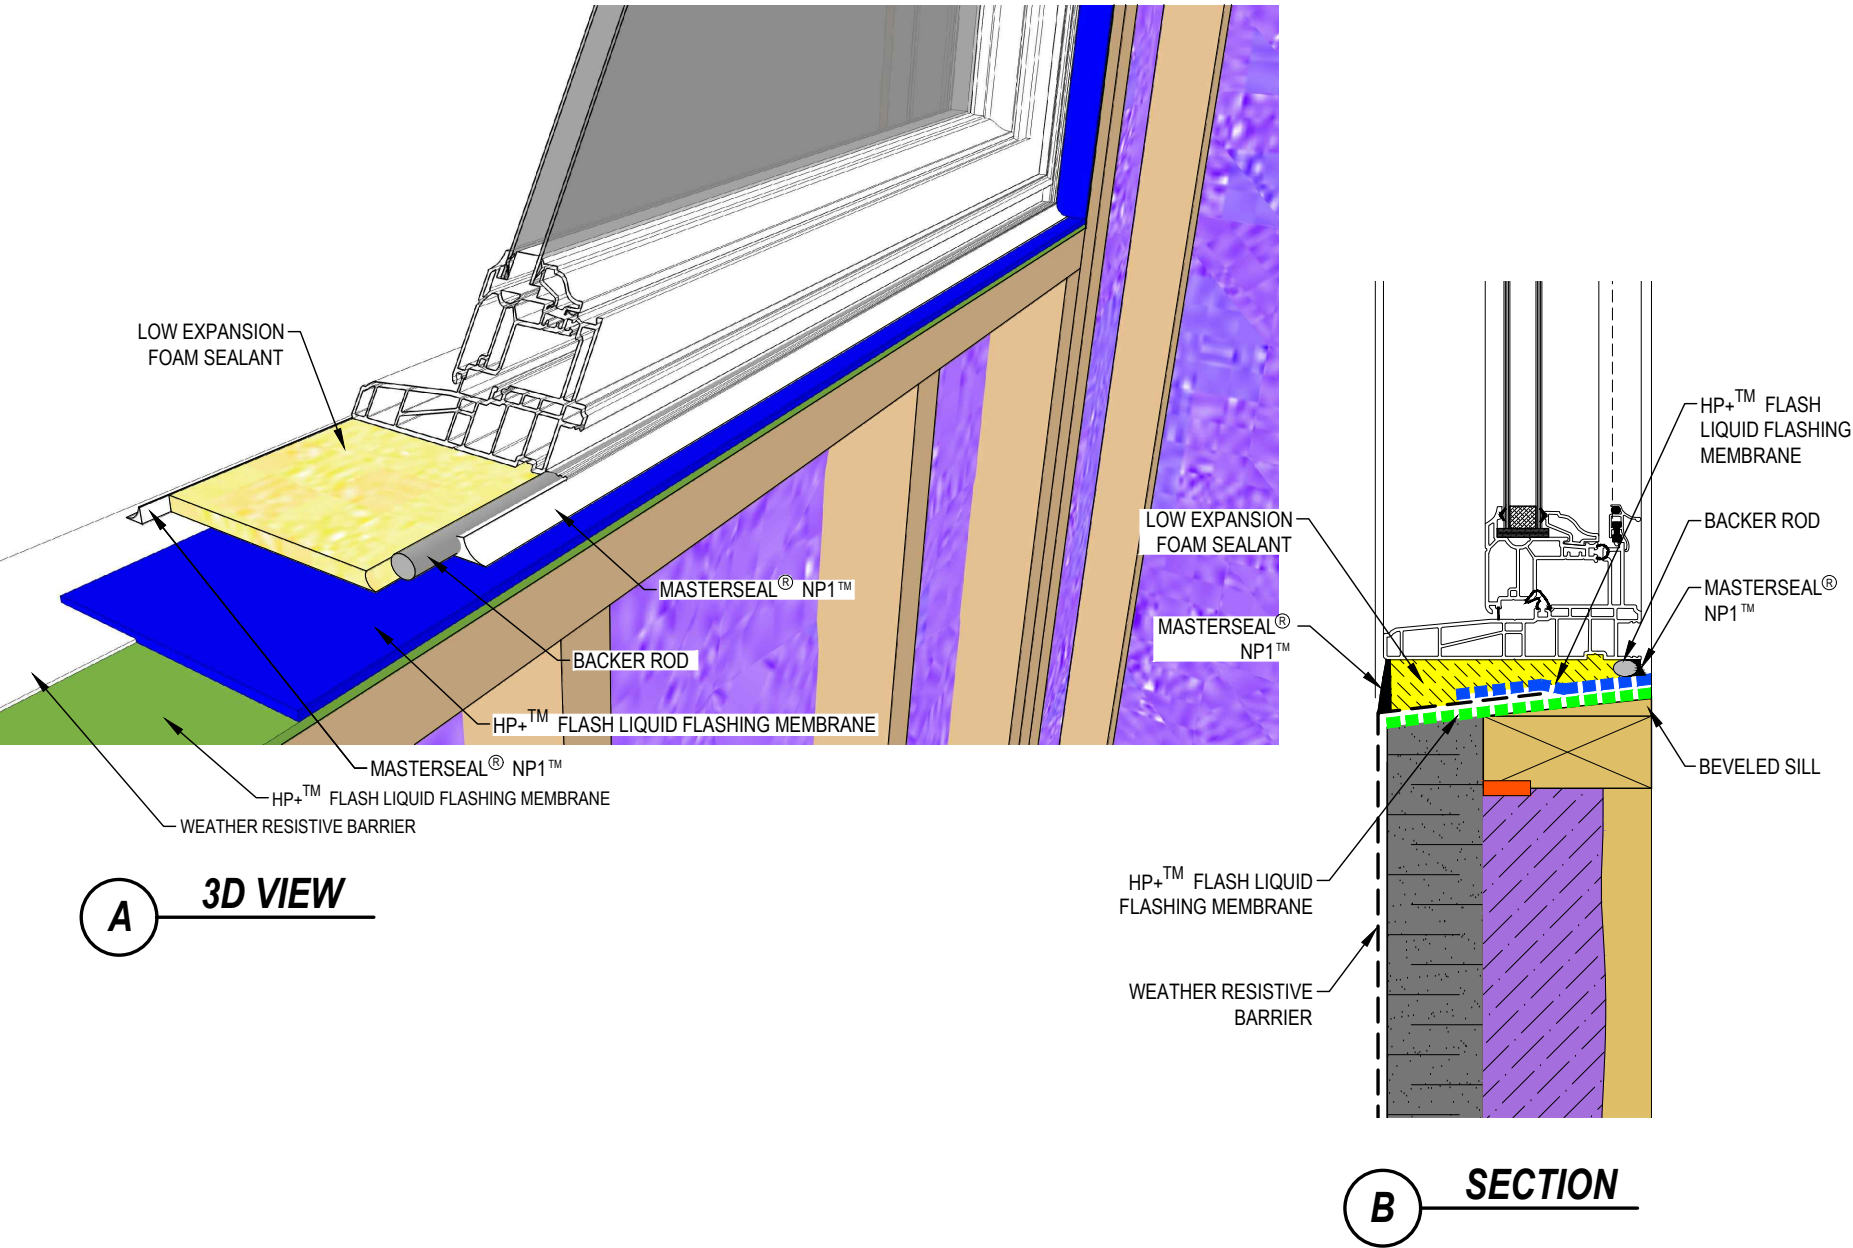 LOW EXPANSION
FOAM SEALANT
MASTERSEAL® NP1™
BACKER ROD
HP+™ FLASH LIQUID FLASHING MEMBRANE
MASTERSEAL® NP1™
HP+™ FLASH LIQUID FLASHING MEMBRANE
WEATHER RESISTIVE BARRIER
A
3D VIEW
HP+™ FLASH
LIQUID FLASHING
MEMBRANE
LOW EXPANSION
FOAM SEALANT
BACKER ROD
MASTERSEAL®
NP1™
MASTERSEAL®
NP1™
BEVELED SILL
HP+™ FLASH LIQUID
FLASHING MEMBRANE
WEATHER RESISTIVE
BARRIER
B
SECTION